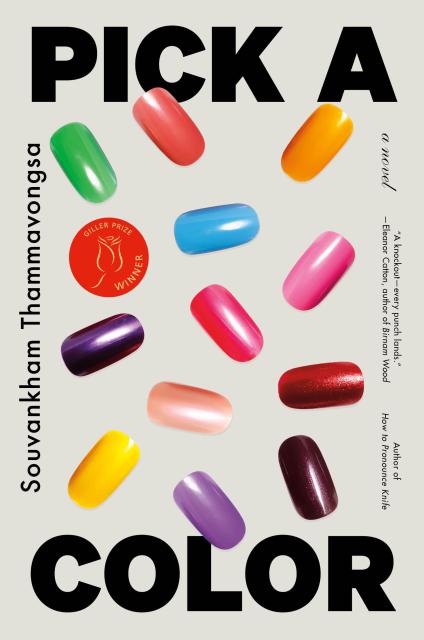 PICK A
a novel
GILLER PRIZE
WINNER
Souvankham Thammavongsa
"A knockout—every punch lands."
—Eleanor Catton, author of Birnam Wood
Author of
How to Pronounce Knife
COLOR